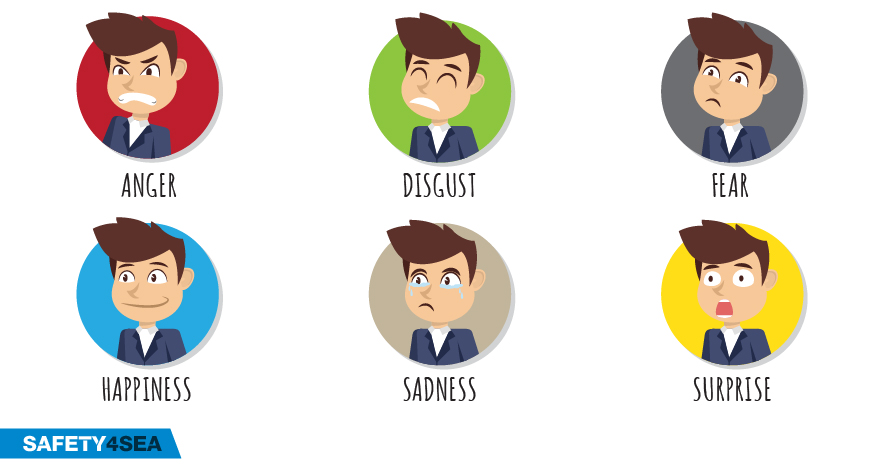 ANGER
DISGUST
FEAR
HAPPINESS
SADNESS
SURPRISE
SAFETY4SEA